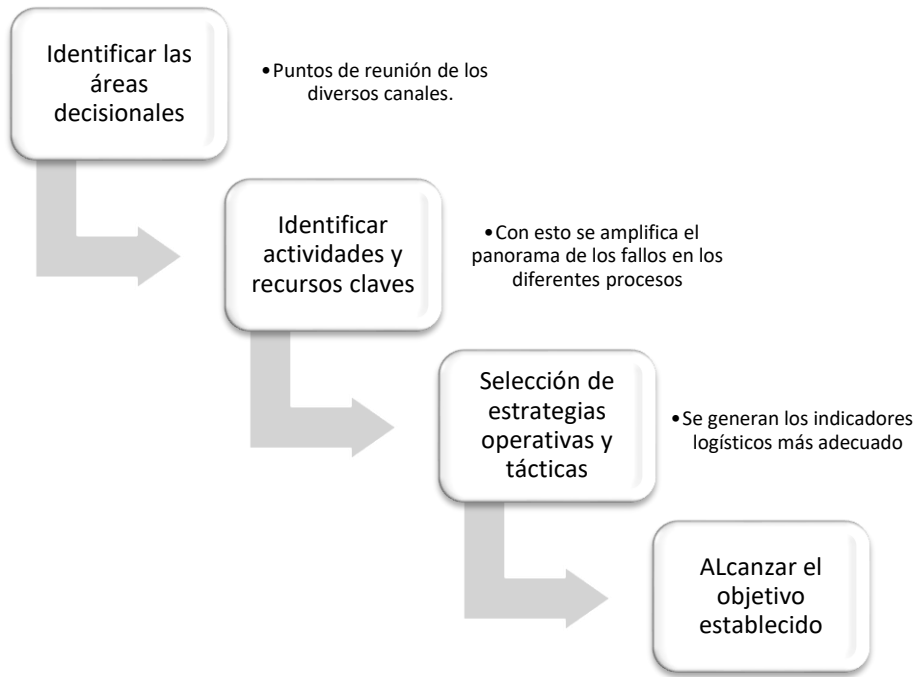 Identificar las
áreas
decisionales
•Puntos de reunión de los
diversos canales.
Identificar
actividades y
recursos claves
•Con esto se amplifica el
panorama de los fallos en los
diferentes procesos
Selección de
estrategias
operativas y
tácticas
•Se generan los indicadores
logísticos más adecuado
ALcanzar el
objetivo
establecido